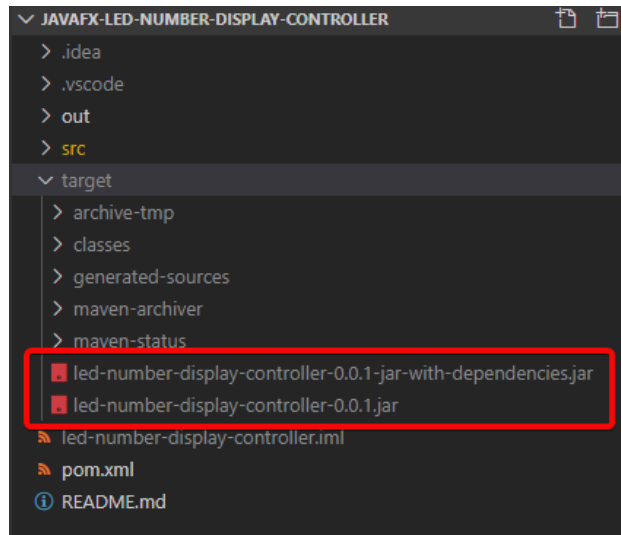 JAVAFX-LED-NUMBER-DISPLAY-CONTROLLER
.idea
.vscode
out
src
target
archive-tmp
classes
generated-sources
maven-archiver
maven-status
led-number-display-controller-0.0.1-jar-with-dependencies.jar
led-number-display-controller-0.0.1.jar
led-number-display-controller.iml
pom.xml
README.md